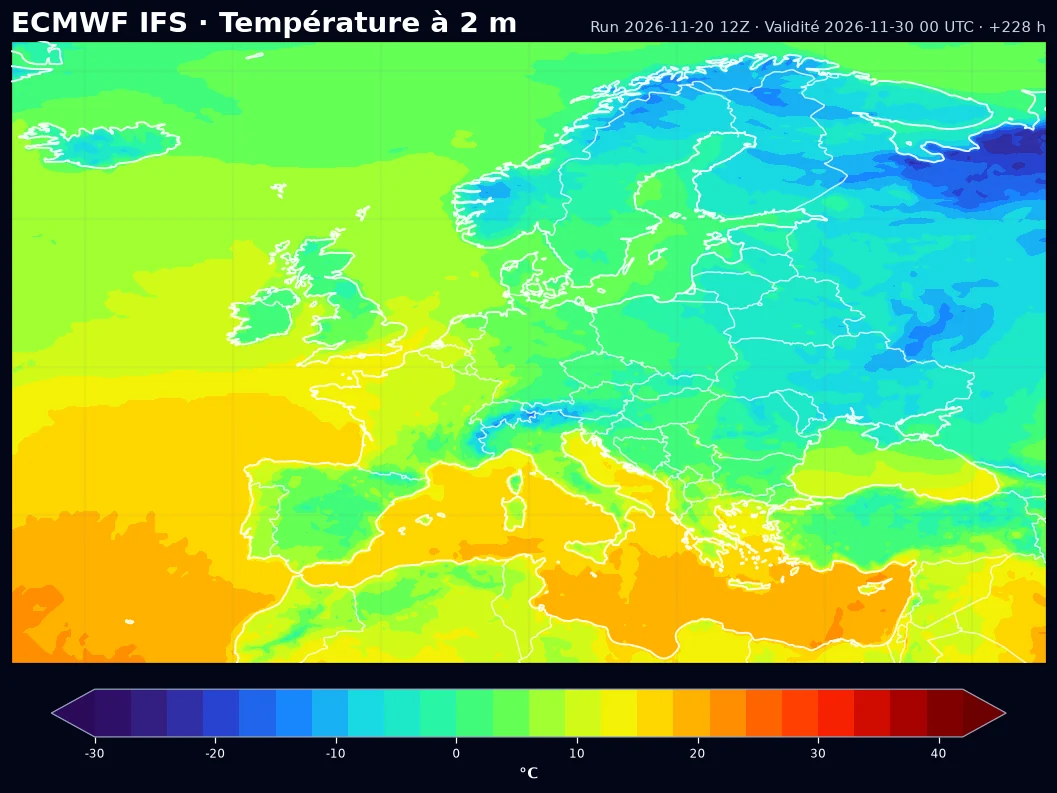 ECMWF IFS · Température à 2 m
Run 2026-11-20 12Z · Validité 2026-11-30 00 UTC · +228 h
-30 -20 -10 0 10 20 30 40
°C